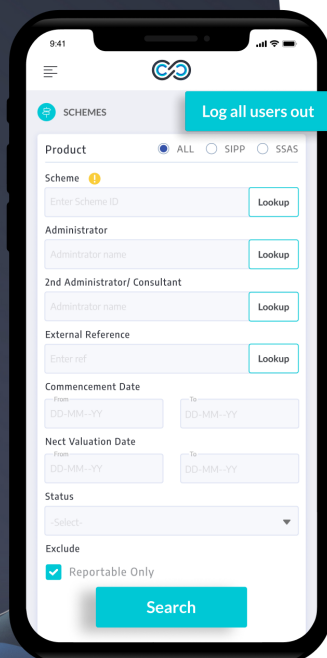 9:41
SCHEMES
Log all users out
Product ALL SIPP SSAS
Scheme
Enter Scheme ID Lookup
Administrator
Admintrator name Lookup
2nd Administrator/ Consultant
Admintrator name Lookup
External Reference
Enter ref Lookup
Commencement Date
From To
DD-MM--YY DD-MM--YY
Nect Valuation Date
From To
DD-MM--YY DD-MM--YY
Status
-Select-
Exclude
Reportable Only
Search